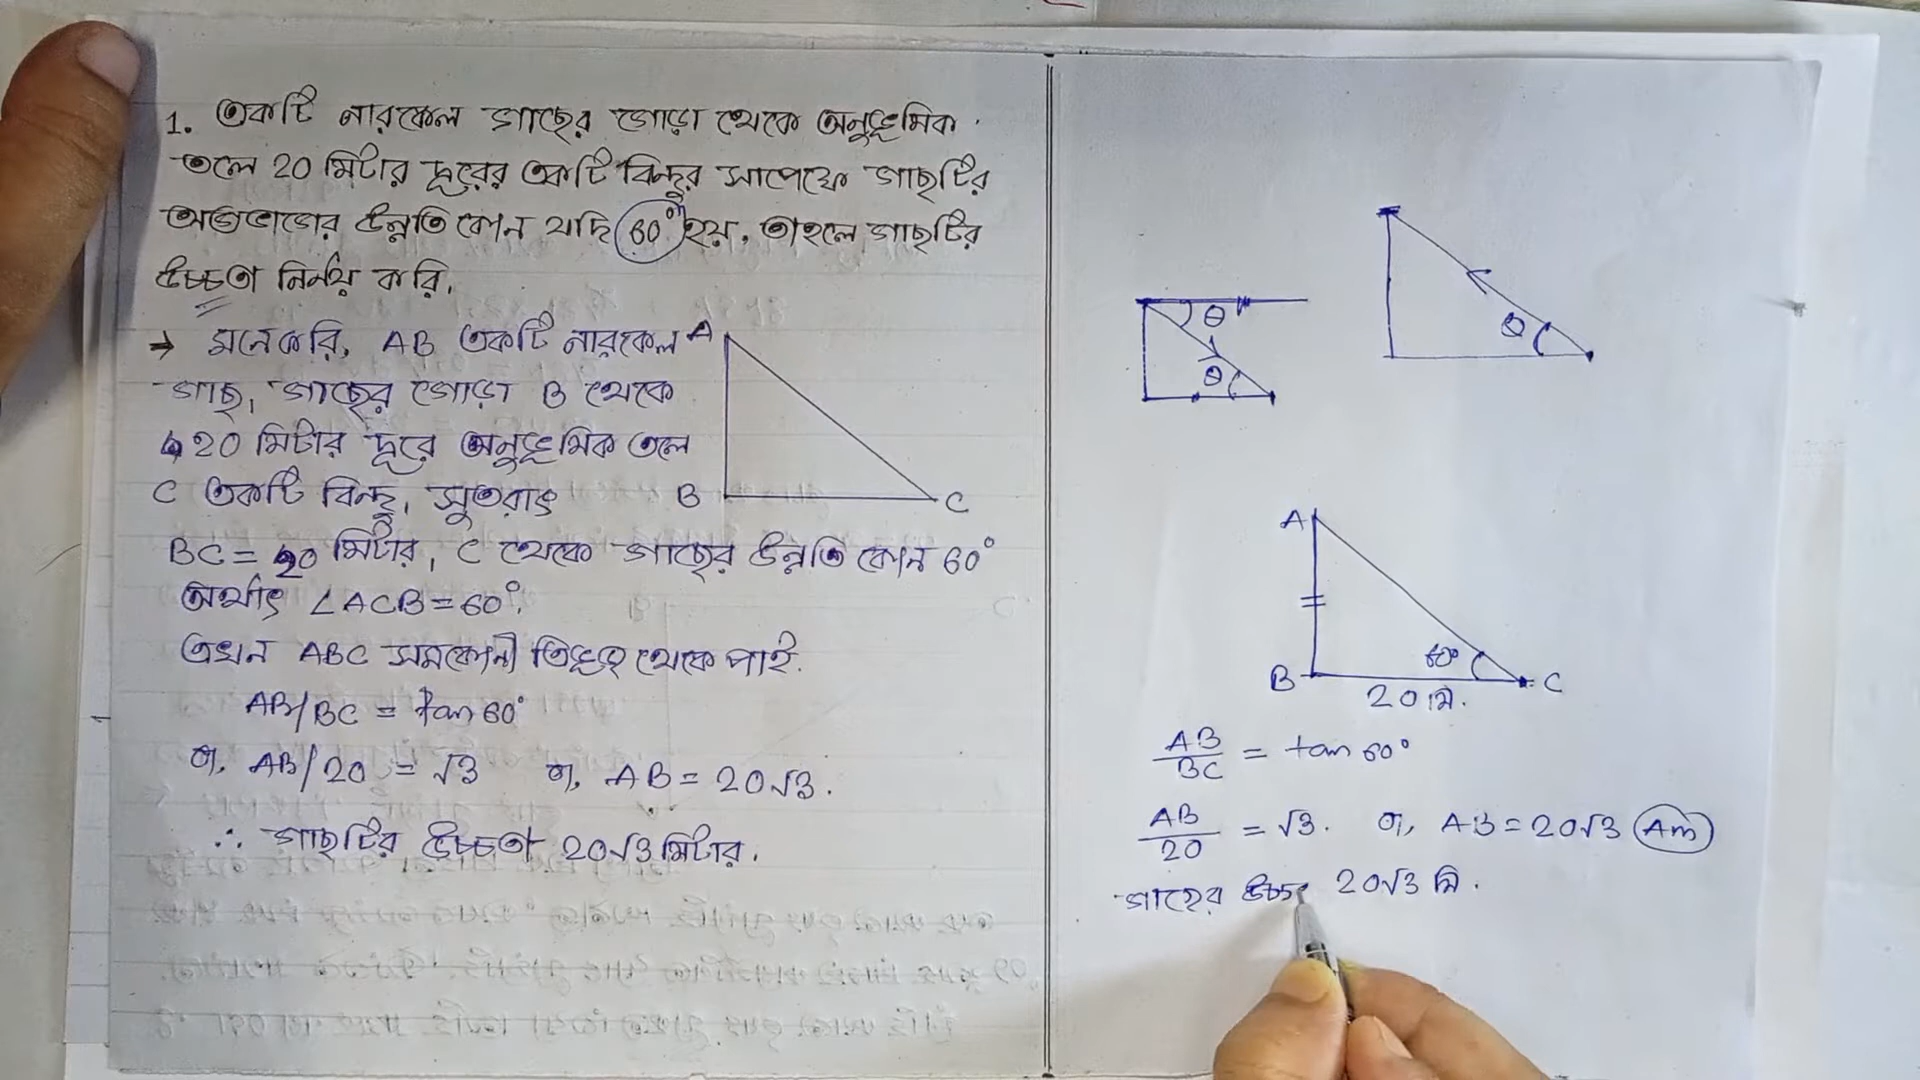 1. একটি নারকেল গাছের গোড়া থেকে অনুভূমিক
তলে 20 মিটার দূরের একটি বিন্দুর সাপেক্ষে গাছটির
অগ্রভাগের উন্নতি কোন যদি 60° হয়, তাহলে গাছটির
উচ্চতা নির্নয় করি,
→ মনেকরি, AB একটি নারকেল
গাছ, গাছের গোড়া B থেকে
20 মিটার দূরে অনুভূমিক তলে
C একটি বিন্দু, সুতরাং
BC = 20 মিটার, C থেকে গাছের উন্নতি কোন 60°
অর্থাৎ ∠ACB = 60°.
এখন ABC সমকোনী ত্রিভুজ থেকে পাই.
AB/BC = tan 60°
বা, AB/20 = √3 বা, AB = 20√3.
∴ গাছটির উচ্চতা 20√3 মিটার.
A
B
C
θ
θ
θ
A
60°
B
C
20 মি.
AB/BC = tan 60°
AB/20 = √3. বা, AB = 20√3 (Am)
গাছের উচ্চ 20√3 মি.